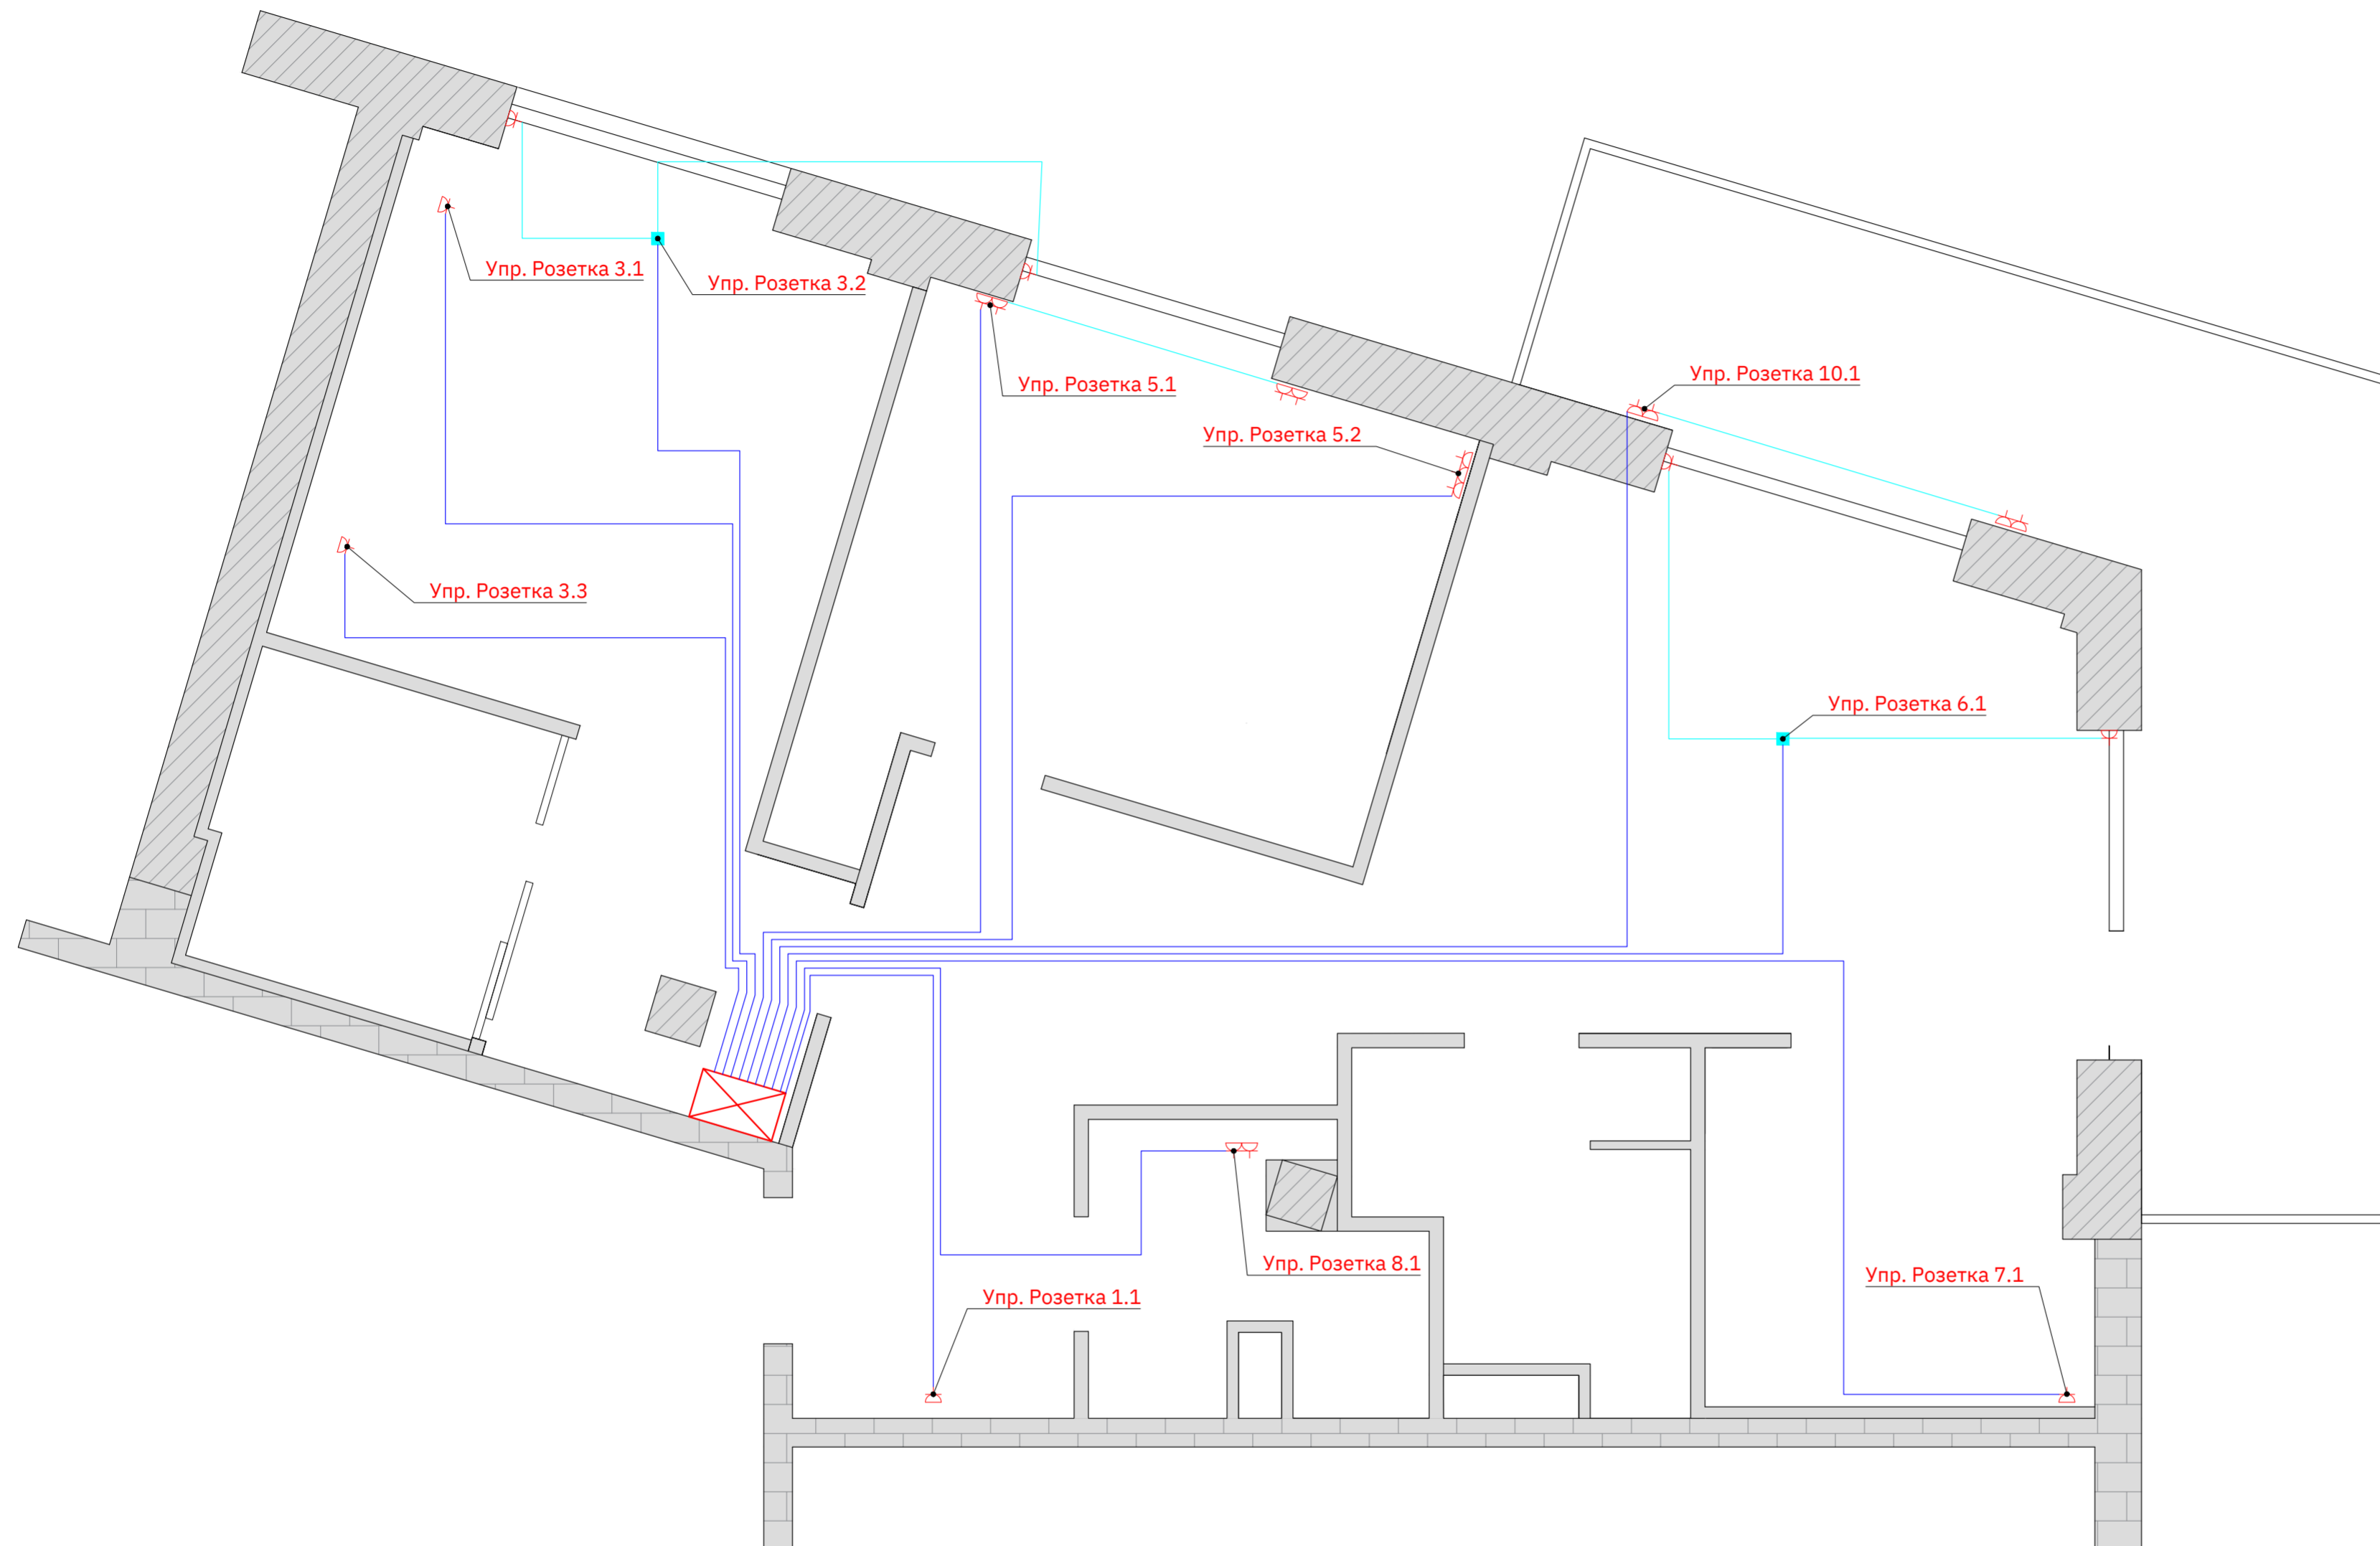 Упр. Розетка 3.1
Упр. Розетка 3.2
Упр. Розетка 5.1
Упр. Розетка 10.1
Упр. Розетка 5.2
Упр. Розетка 3.3
Упр. Розетка 6.1
Упр. Розетка 8.1
Упр. Розетка 7.1
Упр. Розетка 1.1